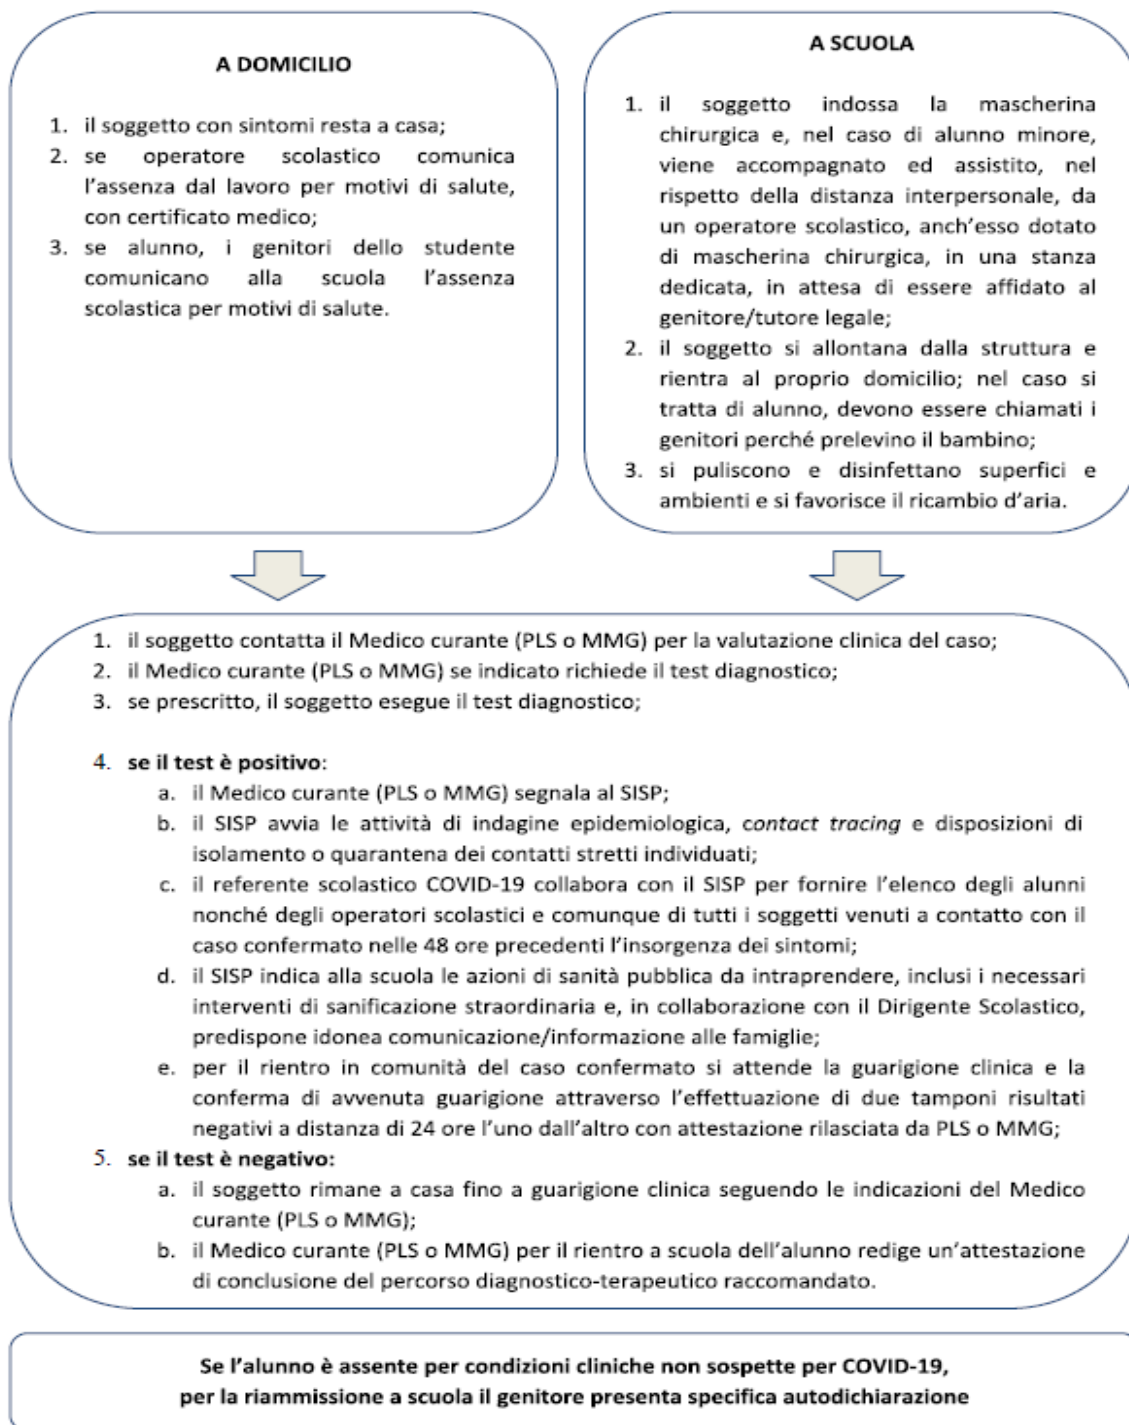 A DOMICILIO
1. il soggetto con sintomi resta a casa;
2. se operatore scolastico comunica
l'assenza dal lavoro per motivi di salute,
con certificato medico;
3. se alunno, i genitori dello studente
comunicano alla scuola l'assenza
scolastica per motivi di salute.
A SCUOLA
1. il soggetto indossa la mascherina
chirurgica e, nel caso di alunno minore,
viene accompagnato ed assistito, nel
rispetto della distanza interpersonale, da
un operatore scolastico, anch'esso dotato
di mascherina chirurgica, in una stanza
dedicata, in attesa di essere affidato al
genitore/tutore legale;
2. il soggetto si allontana dalla struttura e
rientra al proprio domicilio; nel caso si
tratta di alunno, devono essere chiamati i
genitori perché prelevino il bambino;
3. si puliscono e disinfettano superfici e
ambienti e si favorisce il ricambio d'aria.
1. il soggetto contatta il Medico curante (PLS o MMG) per la valutazione clinica del caso;
2. il Medico curante (PLS o MMG) se indicato richiede il test diagnostico;
3. se prescritto, il soggetto esegue il test diagnostico;
4. se il test è positivo:
a. il Medico curante (PLS o MMG) segnala al SISP;
b. il SISP avvia le attività di indagine epidemiologica, contact tracing e disposizioni di
isolamento o quarantena dei contatti stretti individuati;
c. il referente scolastico COVID-19 collabora con il SISP per fornire l'elenco degli alunni
nonché degli operatori scolastici e comunque di tutti i soggetti venuti a contatto con il
caso confermato nelle 48 ore precedenti l'insorgenza dei sintomi;
d. il SISP indica alla scuola le azioni di sanità pubblica da intraprendere, inclusi i necessari
interventi di sanificazione straordinaria e, in collaborazione con il Dirigente Scolastico,
predispone idonea comunicazione/informazione alle famiglie;
e. per il rientro in comunità del caso confermato si attende la guarigione clinica e la
conferma di avvenuta guarigione attraverso l'effettuazione di due tamponi risultati
negativi a distanza di 24 ore l'uno dall'altro con attestazione rilasciata da PLS o MMG;
5. se il test è negativo:
a. il soggetto rimane a casa fino a guarigione clinica seguendo le indicazioni del Medico
curante (PLS o MMG);
b. il Medico curante (PLS o MMG) per il rientro a scuola dell'alunno redige un'attestazione
di conclusione del percorso diagnostico-terapeutico raccomandato.
Se l'alunno è assente per condizioni cliniche non sospette per COVID-19,
per la riammissione a scuola il genitore presenta specifica autodichiarazione